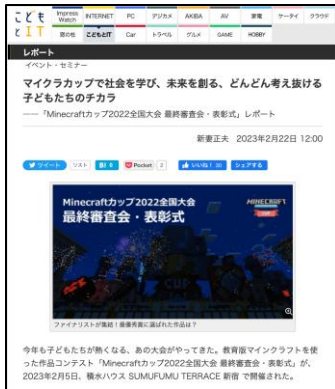 こども
とIT
Impress Watch
INTERNET
PC
デジカメ
AKIBA
AV
家電
ケータイ
クラウド
窓の杜
こどもとIT
Car
トラベル
グルメ
GAME
HOBBY
レポート
イベント・セミナー
マイクラカップで社会を学び、未来を創る、どんどん考え抜ける
子どもたちのチカラ
――「Minecraftカップ2022全国大会 最終審査会・表彰式」レポート
新妻正夫 2023年2月22日 12:00
ツイート
リスト
B! 0
Pocket 2
いいね！ 30
シェアする
Minecraftカップ2022全国大会
最終審査会・表彰式
MINECRAFT
CUP
ファイナリストが集結！最優秀賞に選ばれた作品は？
今年も子どもたちが熱くなる、あの大会がやってきた。教育版マインクラフトを使
った作品コンテスト「Minecraftカップ2022全国大会 最終審査会・表彰式」が、
2023年2月5日、積水ハウス SUMUFUMU TERRACE 新宿 で開催された。